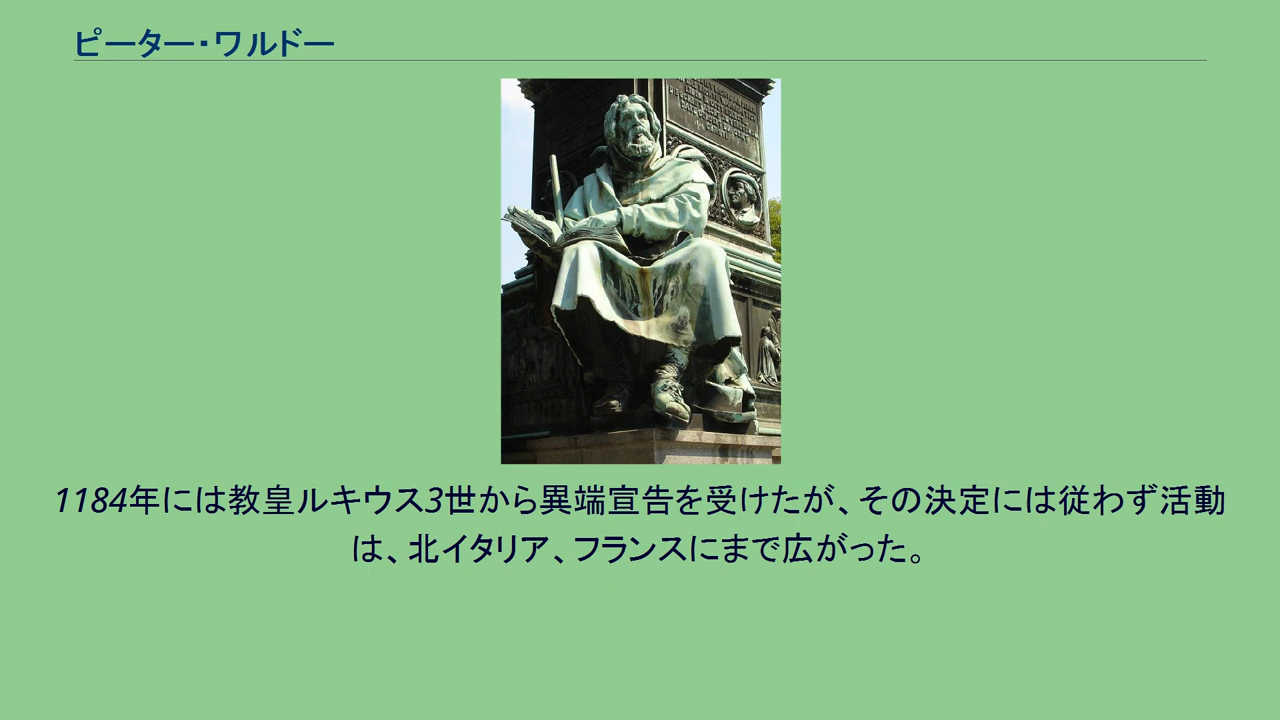 ピーター・ワルドー
1184年には教皇ルキウス3世から異端宣告を受けたが、その決定には従わず活動
は、北イタリア、フランスにまで広がった。